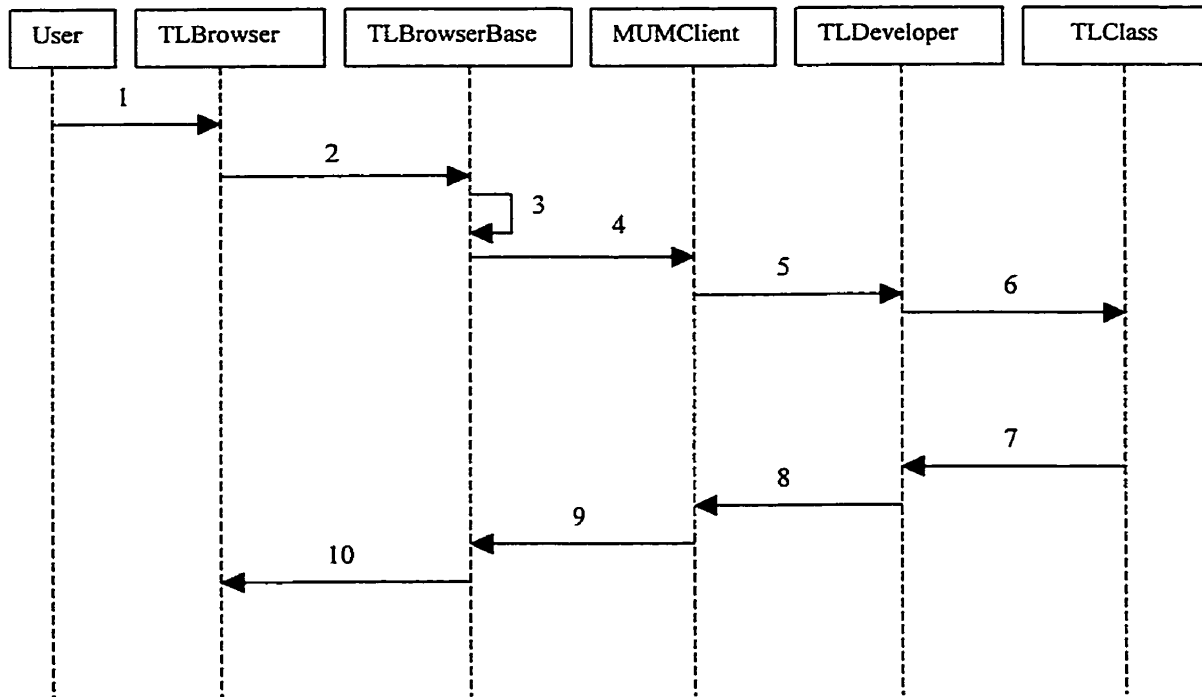 User
TLBrowser
TLBrowserBase
MUMClient
TLDeveloper
TLClass
1
2
3
4
5
6
7
8
9
10